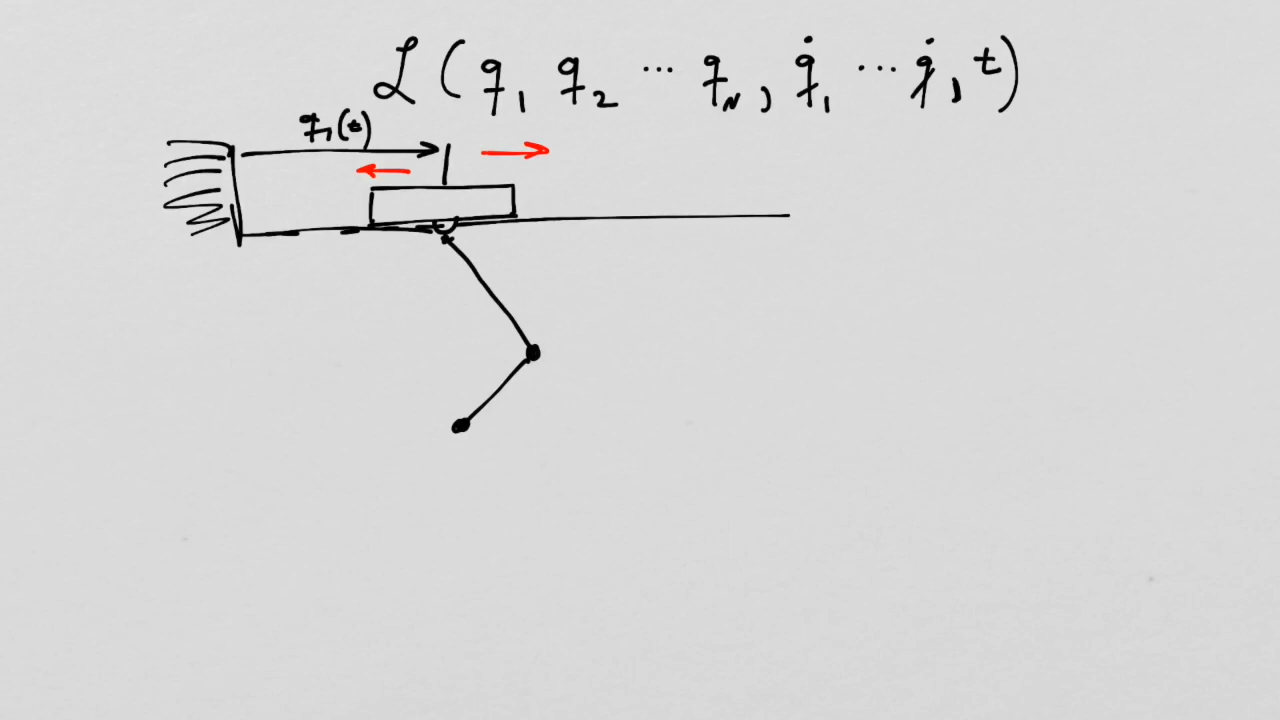 ℒ ( q₁ q₂ ... q_N , q̇₁ ... q̇ , t )
q₁(t)